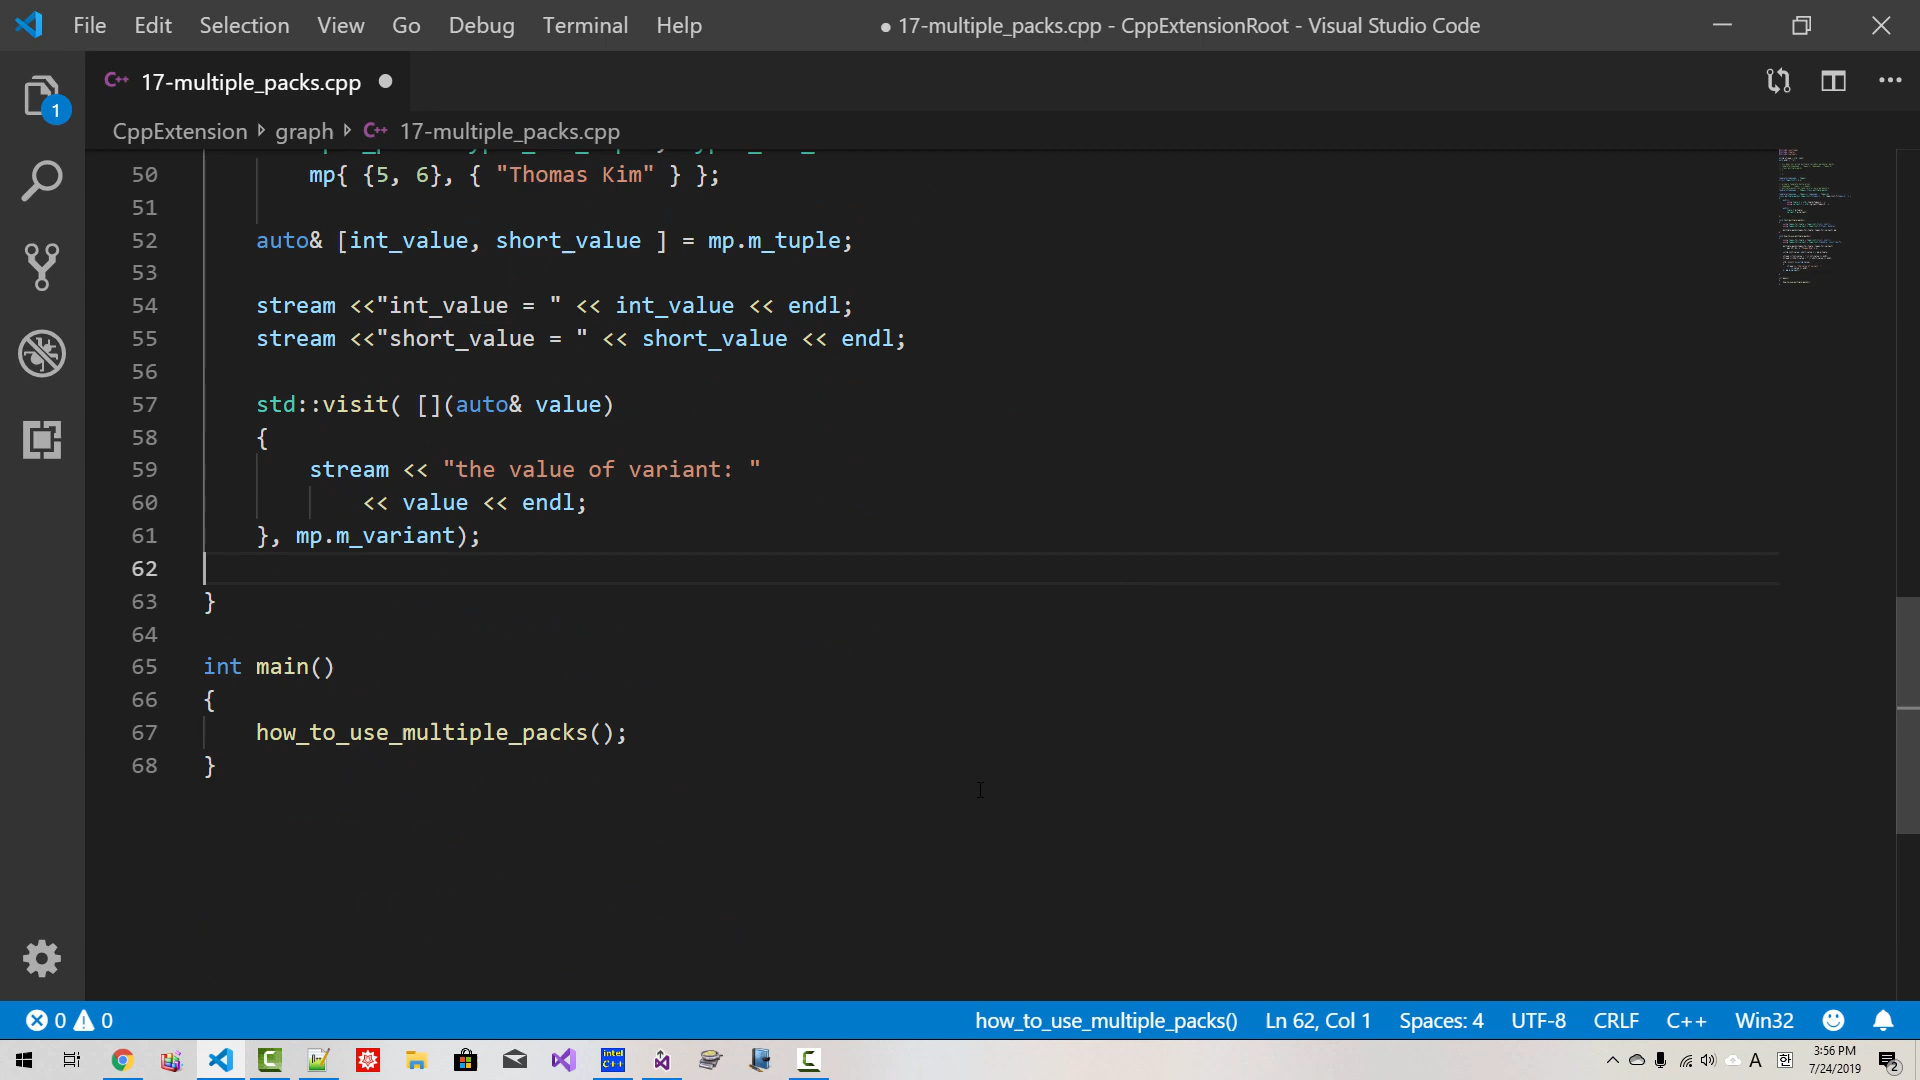 File Edit Selection View Go Debug Terminal Help ● 17-multiple_packs.cpp - CppExtensionRoot - Visual Studio Code
C++ 17-multiple_packs.cpp
1
CppExtension graph C++ 17-multiple_packs.cpp
50 mp{ {5, 6}, { "Thomas Kim" } };
51
52 auto& [int_value, short_value ] = mp.m_tuple;
53
54 stream <<"int_value = " << int_value << endl;
55 stream <<"short_value = " << short_value << endl;
56
57 std::visit( [](auto& value)
58 {
59 stream << "the value of variant: "
60 << value << endl;
61 }, mp.m_variant);
62
63 }
64
65 int main()
66 {
67 how_to_use_multiple_packs();
68 }
0 0 how_to_use_multiple_packs() Ln 62, Col 1 Spaces: 4 UTF-8 CRLF C++ Win32
intel C++ A 한 3:56 PM
7/24/2019 2